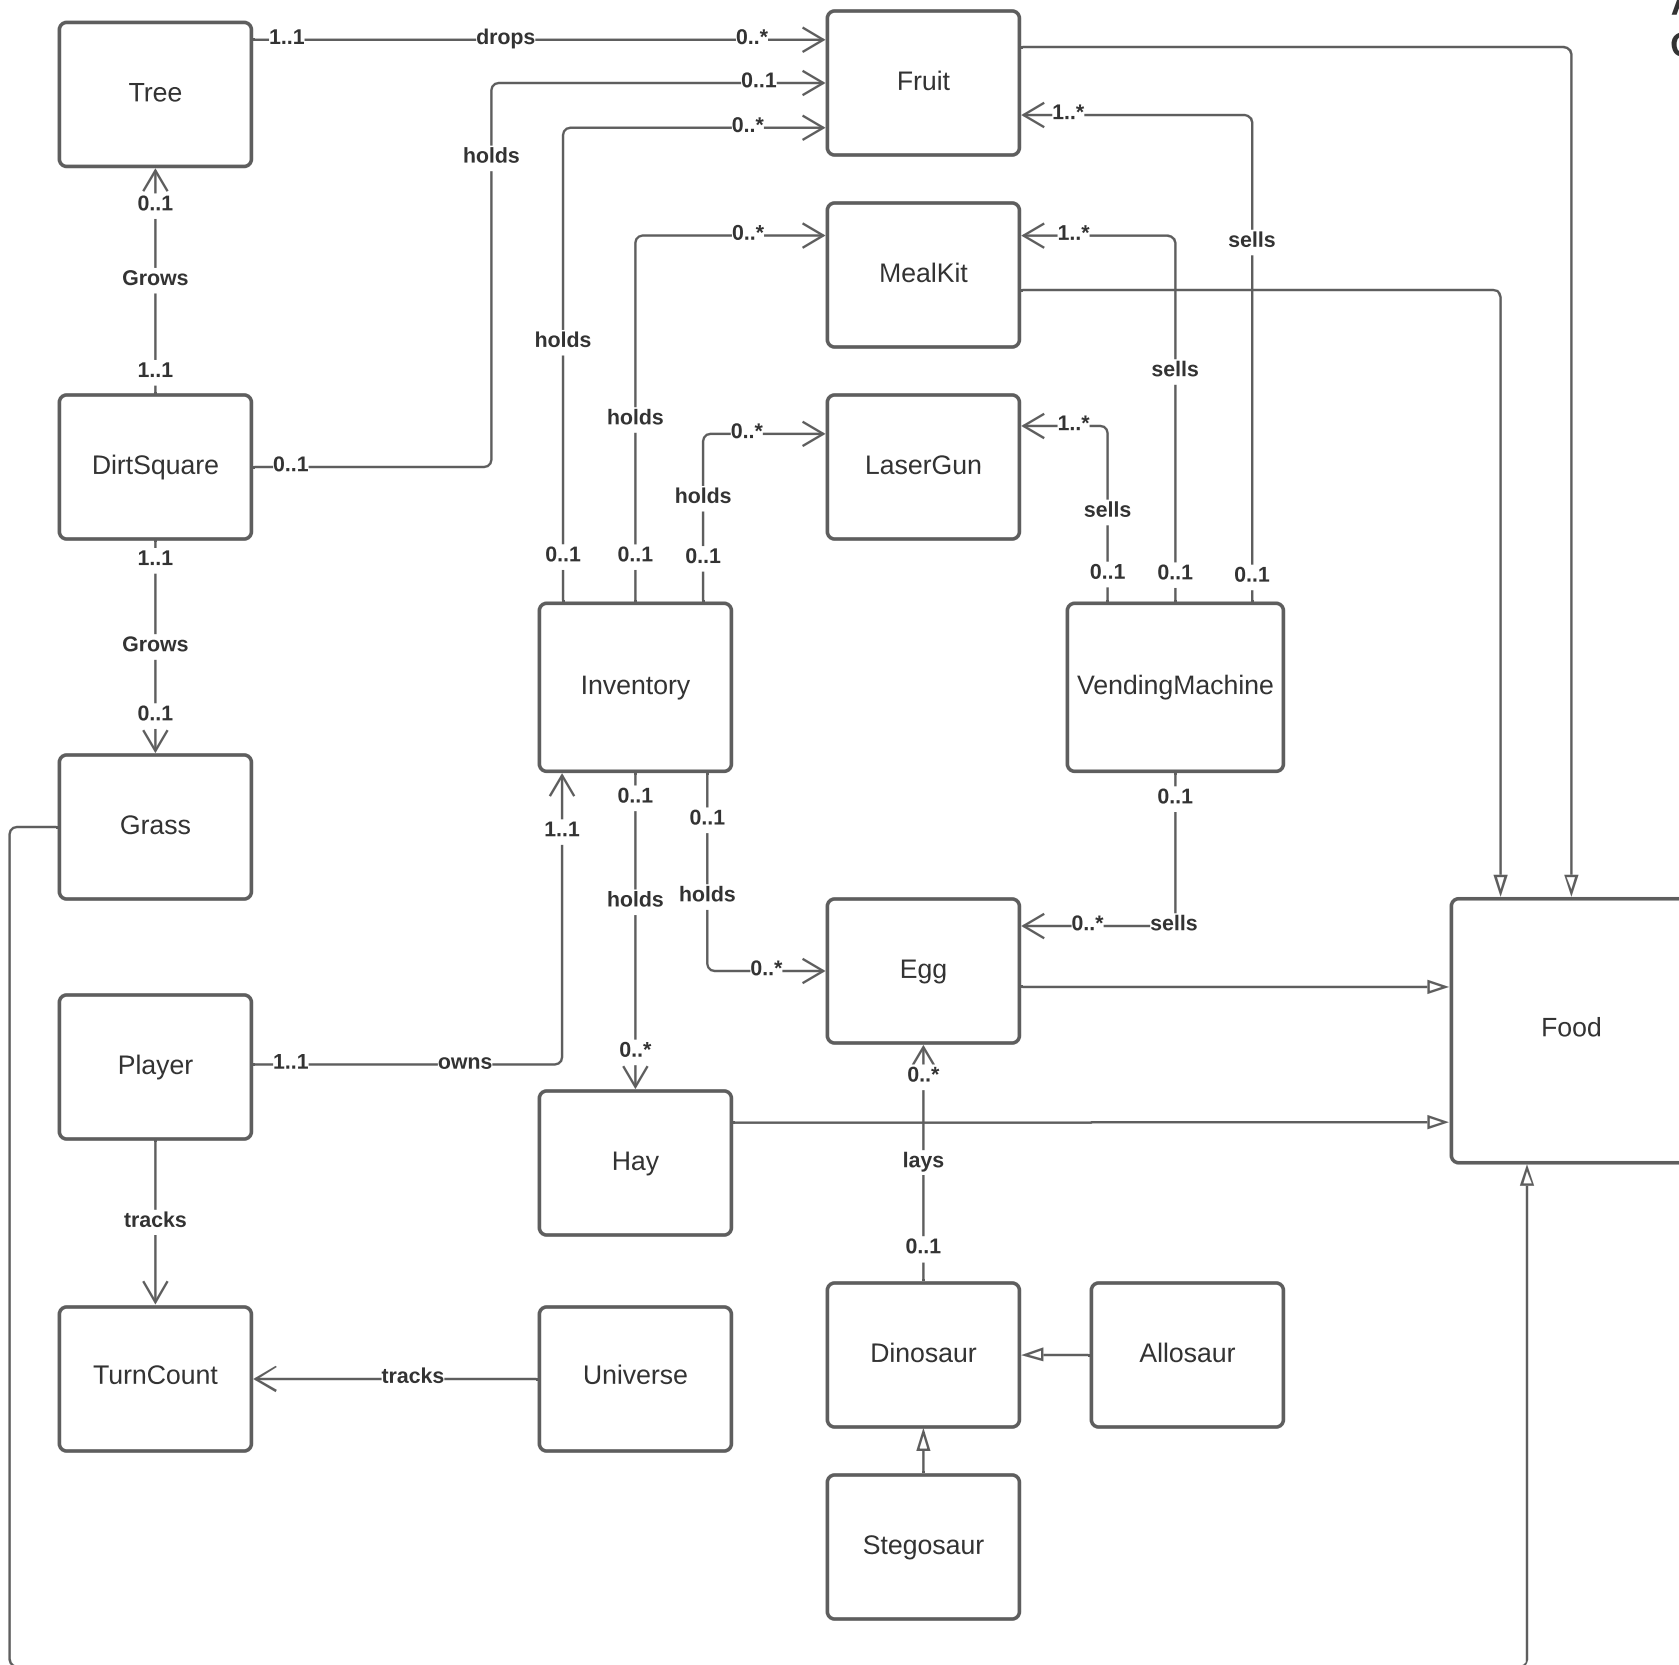 1..1 drops 0..*
Tree
Fruit
0..1
1..*
0..*
holds
0..1
sells
0..*
1..*
MealKit
Grows
holds
1..1
sells
holds
0..*
1..*
DirtSquare
0..1
LaserGun
holds
sells
1..1
0..1
0..1
0..1
0..1
0..1
0..1
Grows
Inventory
VendingMachine
0..1
Grass
0..1
0..1
0..1
1..1
holds
holds
0..*
sells
Egg
0..*
Food
Player
1..1
owns
0..*
0..*
Hay
lays
tracks
0..1
TurnCount
tracks
Universe
Dinosaur
Allosaur
Stegosaur